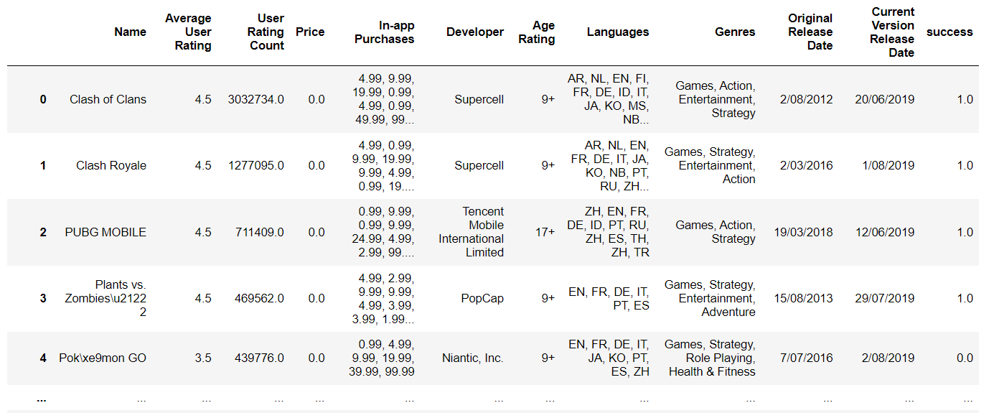 Name Average User Rating User Rating Count Price In-app Purchases Developer Age Rating Languages Genres Original Release Date Current Version Release Date success
0 Clash of Clans 4.5 3032734.0 0.0 4.99, 9.99, 19.99, 0.99, 4.99, 0.99, 49.99, 99... Supercell 9+ AR, NL, EN, FI, FR, DE, ID, IT, JA, KO, MS, NB... Games, Action, Entertainment, Strategy 2/08/2012 20/06/2019 1.0
1 Clash Royale 4.5 1277095.0 0.0 4.99, 0.99, 9.99, 19.99, 9.99, 4.99, 0.99, 19.... Supercell 9+ AR, NL, EN, FR, DE, IT, JA, KO, NB, PT, RU, ZH... Games, Strategy, Entertainment, Action 2/03/2016 1/08/2019 1.0
2 PUBG MOBILE 4.5 711409.0 0.0 0.99, 9.99, 0.99, 9.99, 24.99, 4.99, 2.99, 99.... Tencent Mobile International Limited 17+ ZH, EN, FR, DE, ID, PT, RU, ZH, ES, TH, ZH, TR Games, Action, Strategy 19/03/2018 12/06/2019 1.0
3 Plants vs. Zombies\u2122 2 4.5 469562.0 0.0 4.99, 2.99, 9.99, 9.99, 4.99, 3.99, 3.99, 1.99... PopCap 9+ EN, FR, DE, IT, PT, ES Games, Strategy, Entertainment, Adventure 15/08/2013 29/07/2019 1.0
4 Pok\xe9mon GO 3.5 439776.0 0.0 0.99, 4.99, 9.99, 19.99, 39.99, 99.99 Niantic, Inc. 9+ EN, FR, DE, IT, JA, KO, PT, ES, ZH Games, Strategy, Role Playing, Health & Fitness 7/07/2016 2/08/2019 0.0
... ... ... ... ... ... ... ... ... ... ... ... ...